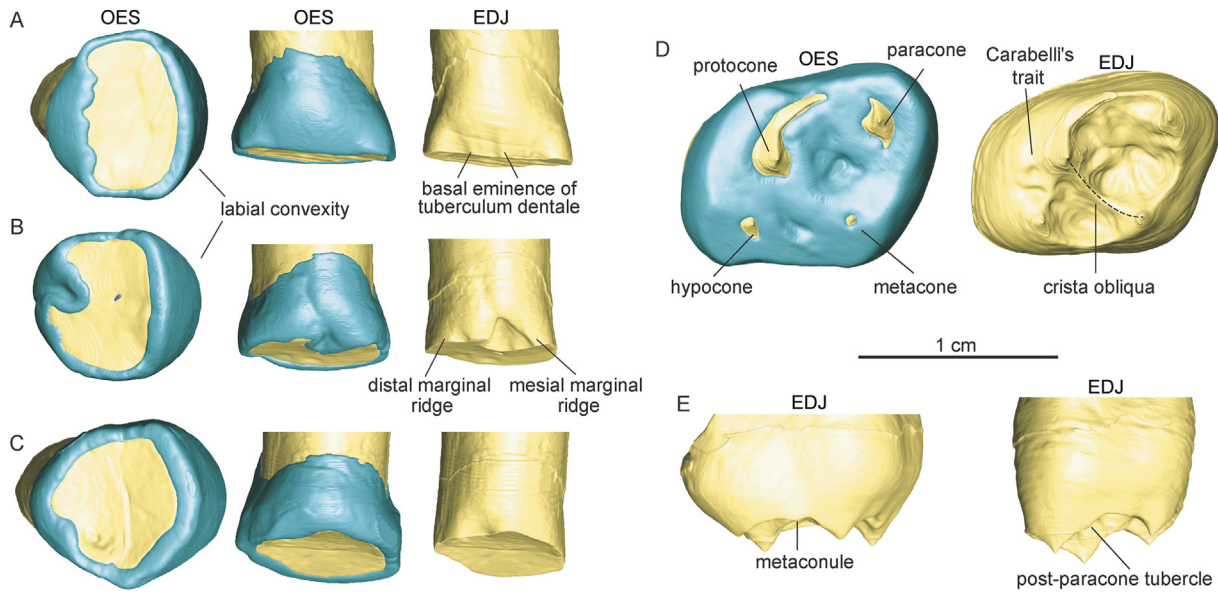 A
OES
OES
EDJ
basal eminence of
tuberculum dentale
labial convexity
B
distal marginal
ridge
mesial marginal
ridge
C
D
OES
protocone
paracone
hypocone
metacone
Carabelli's
trait
EDJ
crista obliqua
1 cm
E
EDJ
metaconule
EDJ
post-paracone tubercle